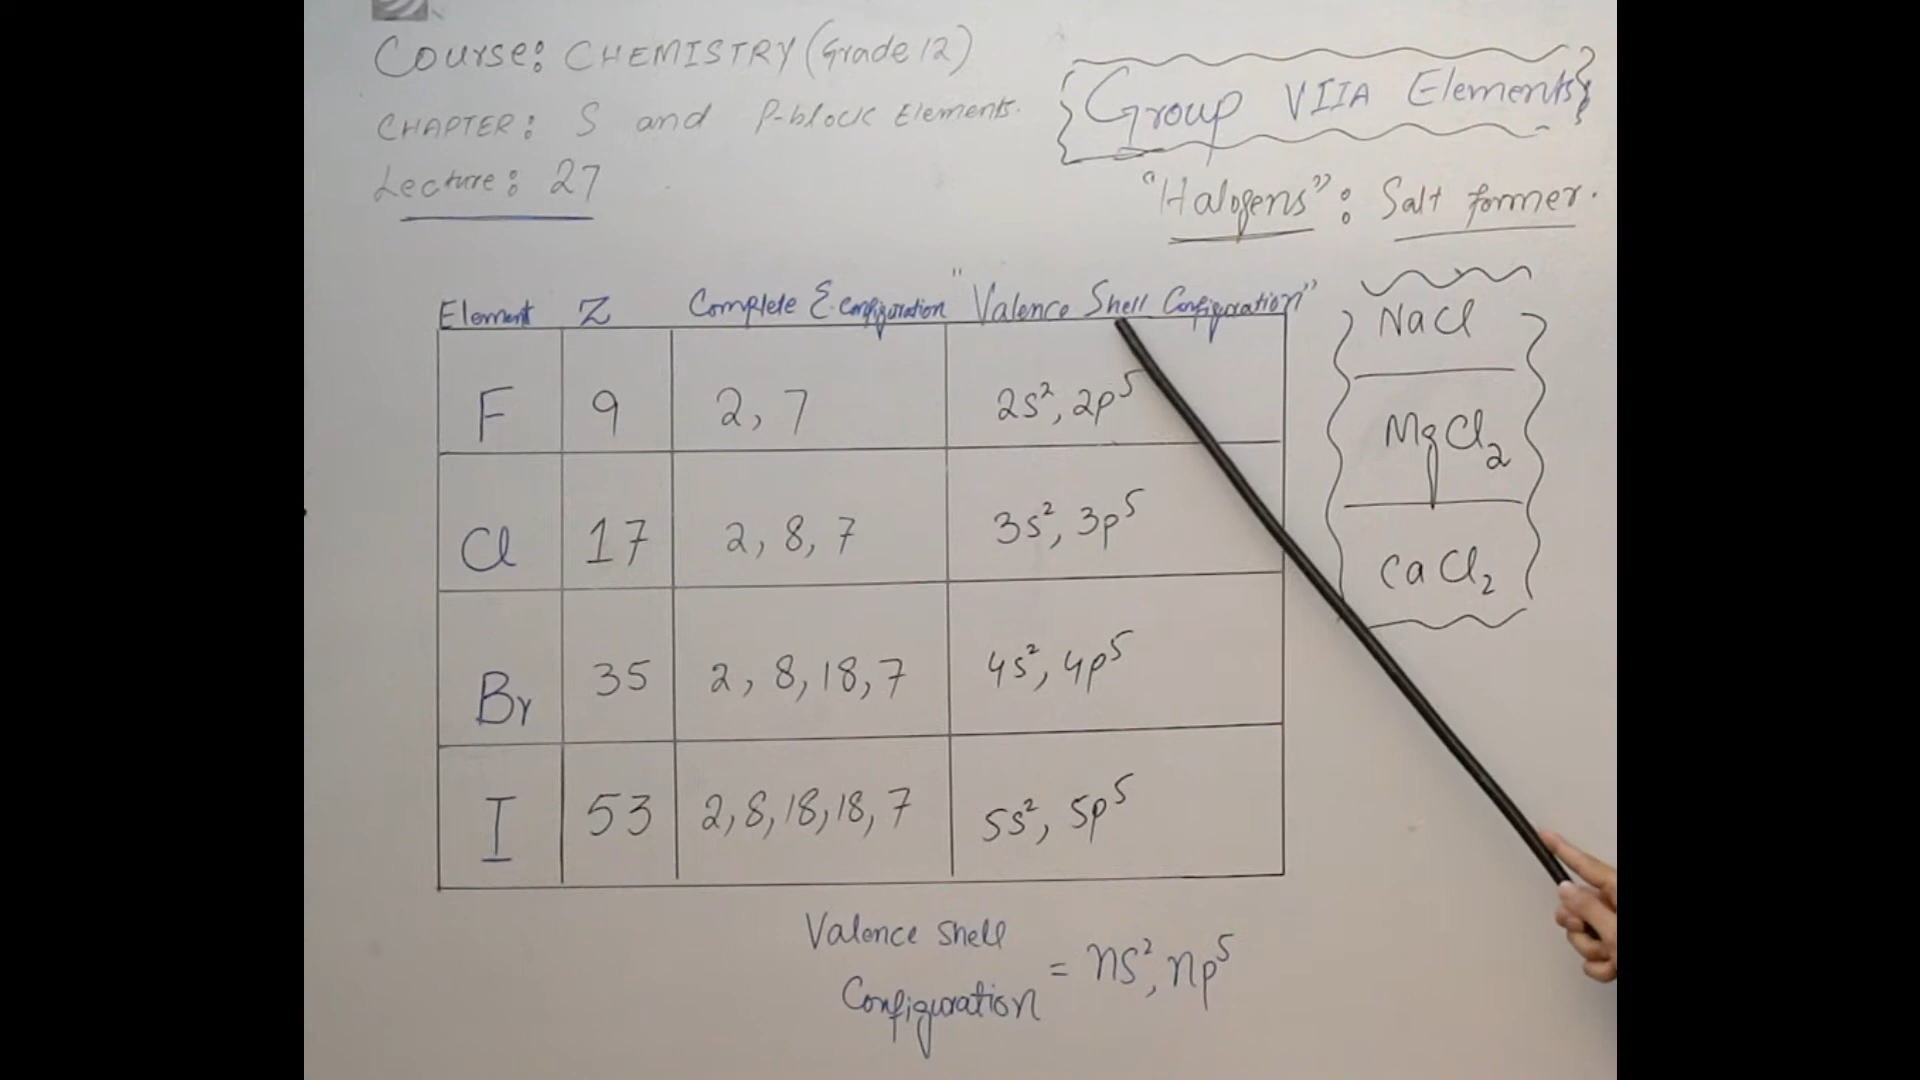 Course: CHEMISTRY (Grade 12)
CHAPTER: S and P-block Elements.
Lecture: 27
Group VIIA Elements
"Halogens": Salt former.
Element Z Complete E.Configuration "Valence Shell Configuration"
F 9 2, 7 2s², 2p⁵
Cl 17 2, 8, 7 3s², 3p⁵
Br 35 2, 8, 18, 7 4s², 4p⁵
I 53 2, 8, 18, 18, 7 5s², 5p⁵
NaCl
MgCl₂
CaCl₂
Valence Shell
Configuration = ns², np⁵